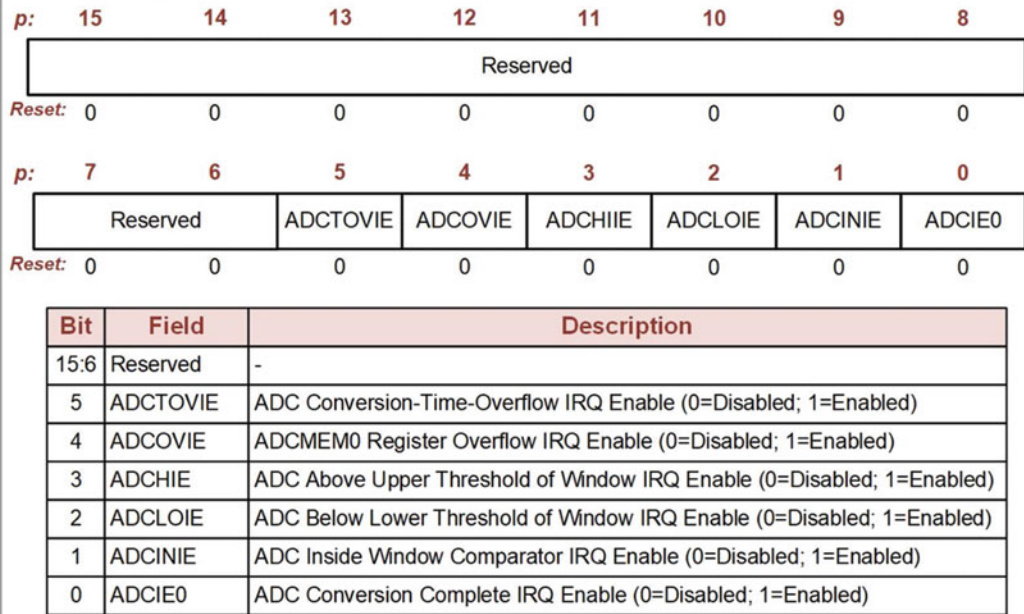 p: 15 14 13 12 11 10 9 8
Reserved
Reset: 0 0 0 0 0 0 0 0
p: 7 6 5 4 3 2 1 0
Reserved ADCTOVIE ADCOVIE ADCHIIE ADCLOIE ADCINIE ADCIE0
Reset: 0 0 0 0 0 0 0 0
Bit Field Description
15:6 Reserved -
5 ADCTOVIE ADC Conversion-Time-Overflow IRQ Enable (0=Disabled; 1=Enabled)
4 ADCOVIE ADCMEM0 Register Overflow IRQ Enable (0=Disabled; 1=Enabled)
3 ADCHIE ADC Above Upper Threshold of Window IRQ Enable (0=Disabled; 1=Enabled)
2 ADCLOIE ADC Below Lower Threshold of Window IRQ Enable (0=Disabled; 1=Enabled)
1 ADCINIE ADC Inside Window Comparator IRQ Enable (0=Disabled; 1=Enabled)
0 ADCIE0 ADC Conversion Complete IRQ Enable (0=Disabled; 1=Enabled)